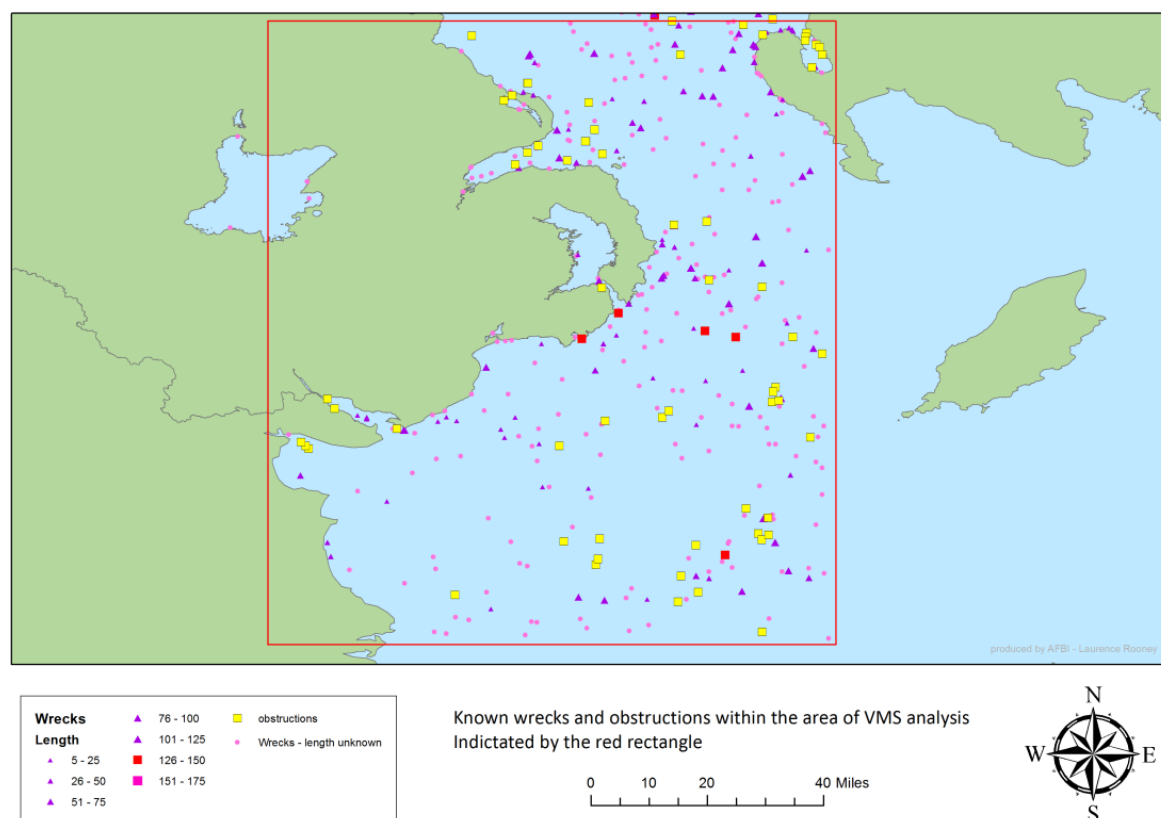 produced by AFBI - Laurence Rooney
Wrecks
Length
5 - 25
26 - 50
51 - 75
76 - 100
101 - 125
126 - 150
151 - 175
obstructions
Wrecks - length unknown
Known wrecks and obstructions within the area of VMS analysis
Indictated by the red rectangle
0 10 20 40 Miles
N
W E
S